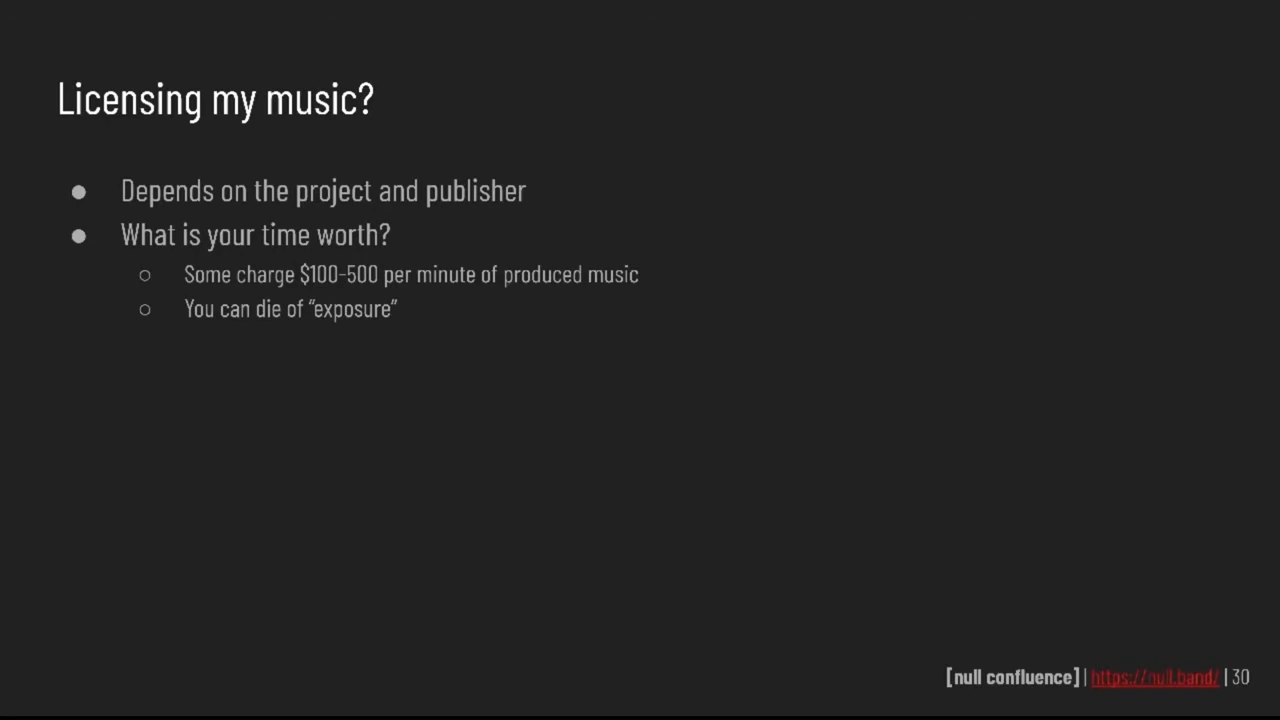 Licensing my music?
● Depends on the project and publisher
● What is your time worth?
○ Some charge $100-500 per minute of produced music
○ You can die of “exposure”
[null confluence] | https://null.band/ | 30